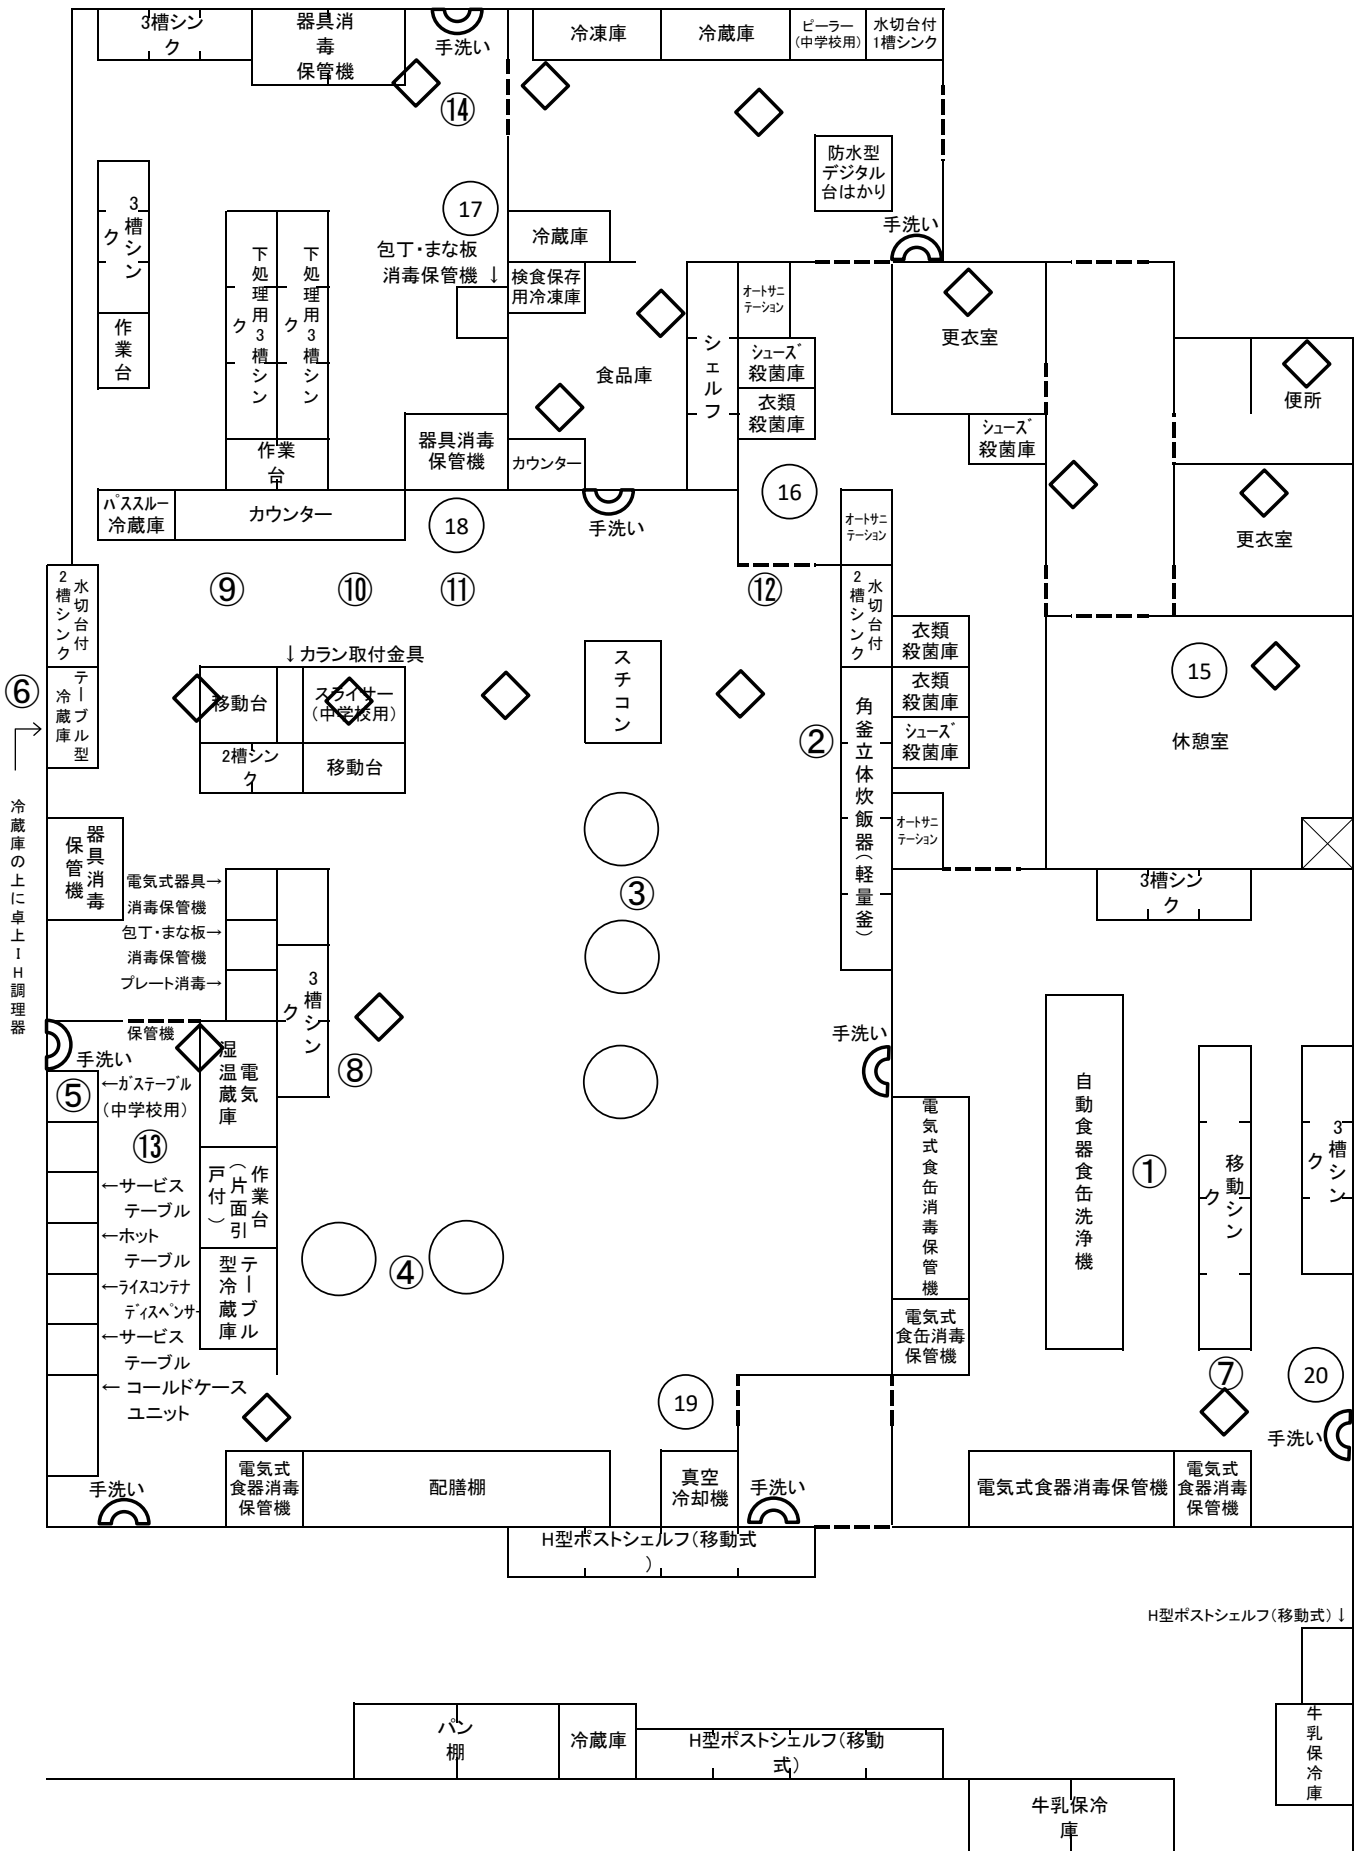 3槽シン
ク
器具消
毒
保管機
手洗い
冷凍庫
冷蔵庫
ピーラー
(中学校用)
水切台付
1槽シンク
⑭
防水型
デジタル
台はかり
3槽シン
ク
作業台
下処理用3槽シン
ク
下処理用3槽シン
ク
17
包丁・まな板
消毒保管機 ↓
冷蔵庫
検食保存
用冷凍庫
手洗い
オートサニ
テーション
更衣室
シェルフ
シューズ
殺菌庫
食品庫
衣類
殺菌庫
便所
シューズ
殺菌庫
作業
台
器具消毒
保管機
カウンター
パススルー
冷蔵庫
カウンター
18
手洗い
16
オートサニ
テーション
更衣室
水切台付
2槽シンク
⑨
⑩
⑪
⑫
水切台付
2槽シンク
衣類
殺菌庫
↓カラン取付金具
スチコン
⑥
テーブル型
冷蔵庫
移動台
スライサー
(中学校用)
衣類
殺菌庫
15
②
シューズ
殺菌庫
休憩室
2槽シン
ク
移動台
角釜立体炊飯器(軽量釜)
冷蔵庫の上に卓上IH調理器
器具消毒
保管機
オートサニ
テーション
電気式器具→
消毒保管機
包丁・まな板→
消毒保管機
プレート消毒→
保管機
③
3槽シン
ク
3槽シン
ク
手洗い
電気
湿温蔵庫
⑧
手洗い
⑤
←ガステーブル
(中学校用)
⑬
自動食器食缶洗浄機
①
移動シン
ク
3槽シン
ク
電気式食缶消毒保管機
←サービス
テーブル
作業台
(片面引
戸付)
←ホット
テーブル
④
←ライスコンテナ
ディスペンサー
テーブル
型冷蔵庫
電気式
食缶消毒
保管機
←サービス
テーブル
← コールドケース
ユニット
19
⑦
20
手洗い
手洗い
電気式
食器消毒
保管機
配膳棚
真空
冷却機
手洗い
電気式食器消毒保管機
電気式
食器消毒
保管機
H型ポストシェルフ(移動式
)
H型ポストシェルフ(移動式)↓
パン
棚
冷蔵庫
H型ポストシェルフ(移動
式)
牛乳保冷庫
牛乳保冷
庫